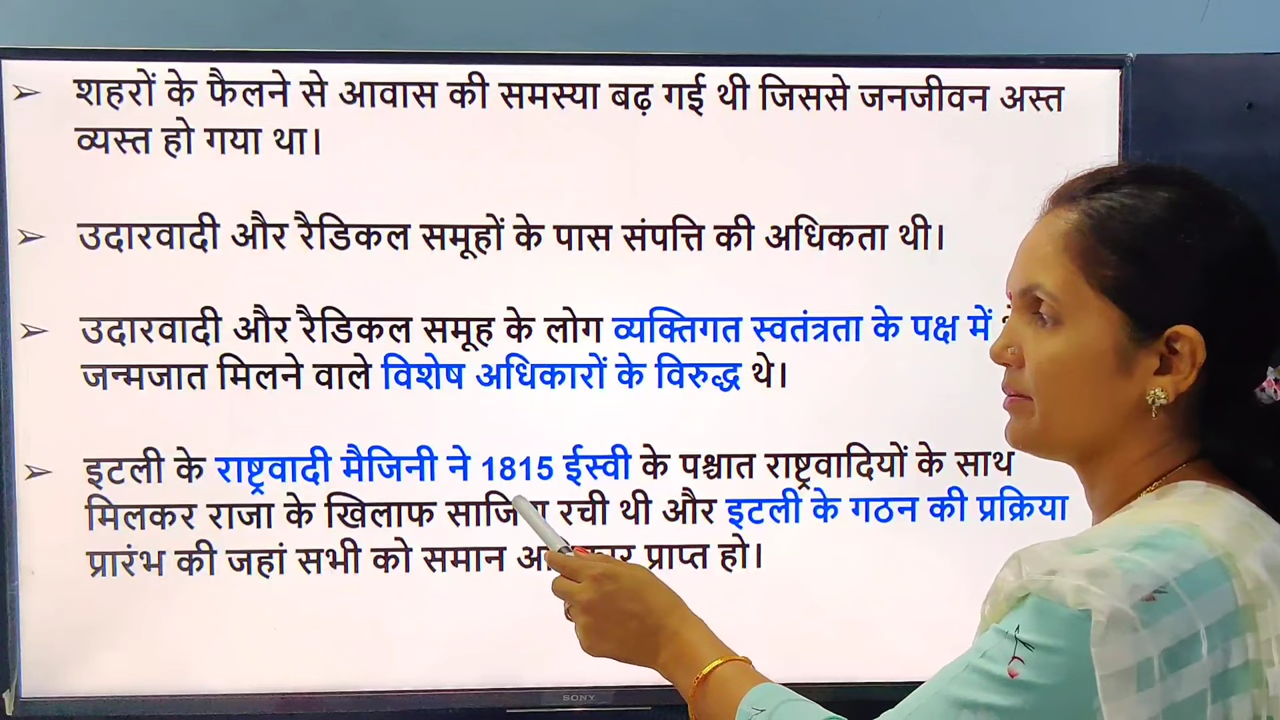 ➢ शहरों के फैलने से आवास की समस्या बढ़ गई थी जिससे जनजीवन अस्त
व्यस्त हो गया था।
➢ उदारवादी और रैडिकल समूहों के पास संपत्ति की अधिकता थी।
➢ उदारवादी और रैडिकल समूह के लोग व्यक्तिगत स्वतंत्रता के पक्ष में
जन्मजात मिलने वाले विशेष अधिकारों के विरुद्ध थे।
➢ इटली के राष्ट्रवादी मैजिनी ने 1815 ईस्वी के पश्चात राष्ट्रवादियों के साथ
मिलकर राजा के खिलाफ रची थी और इटली के गठन की प्रक्रिया
प्रारंभ की जहां सभी को समान प्राप्त हो।
SONY